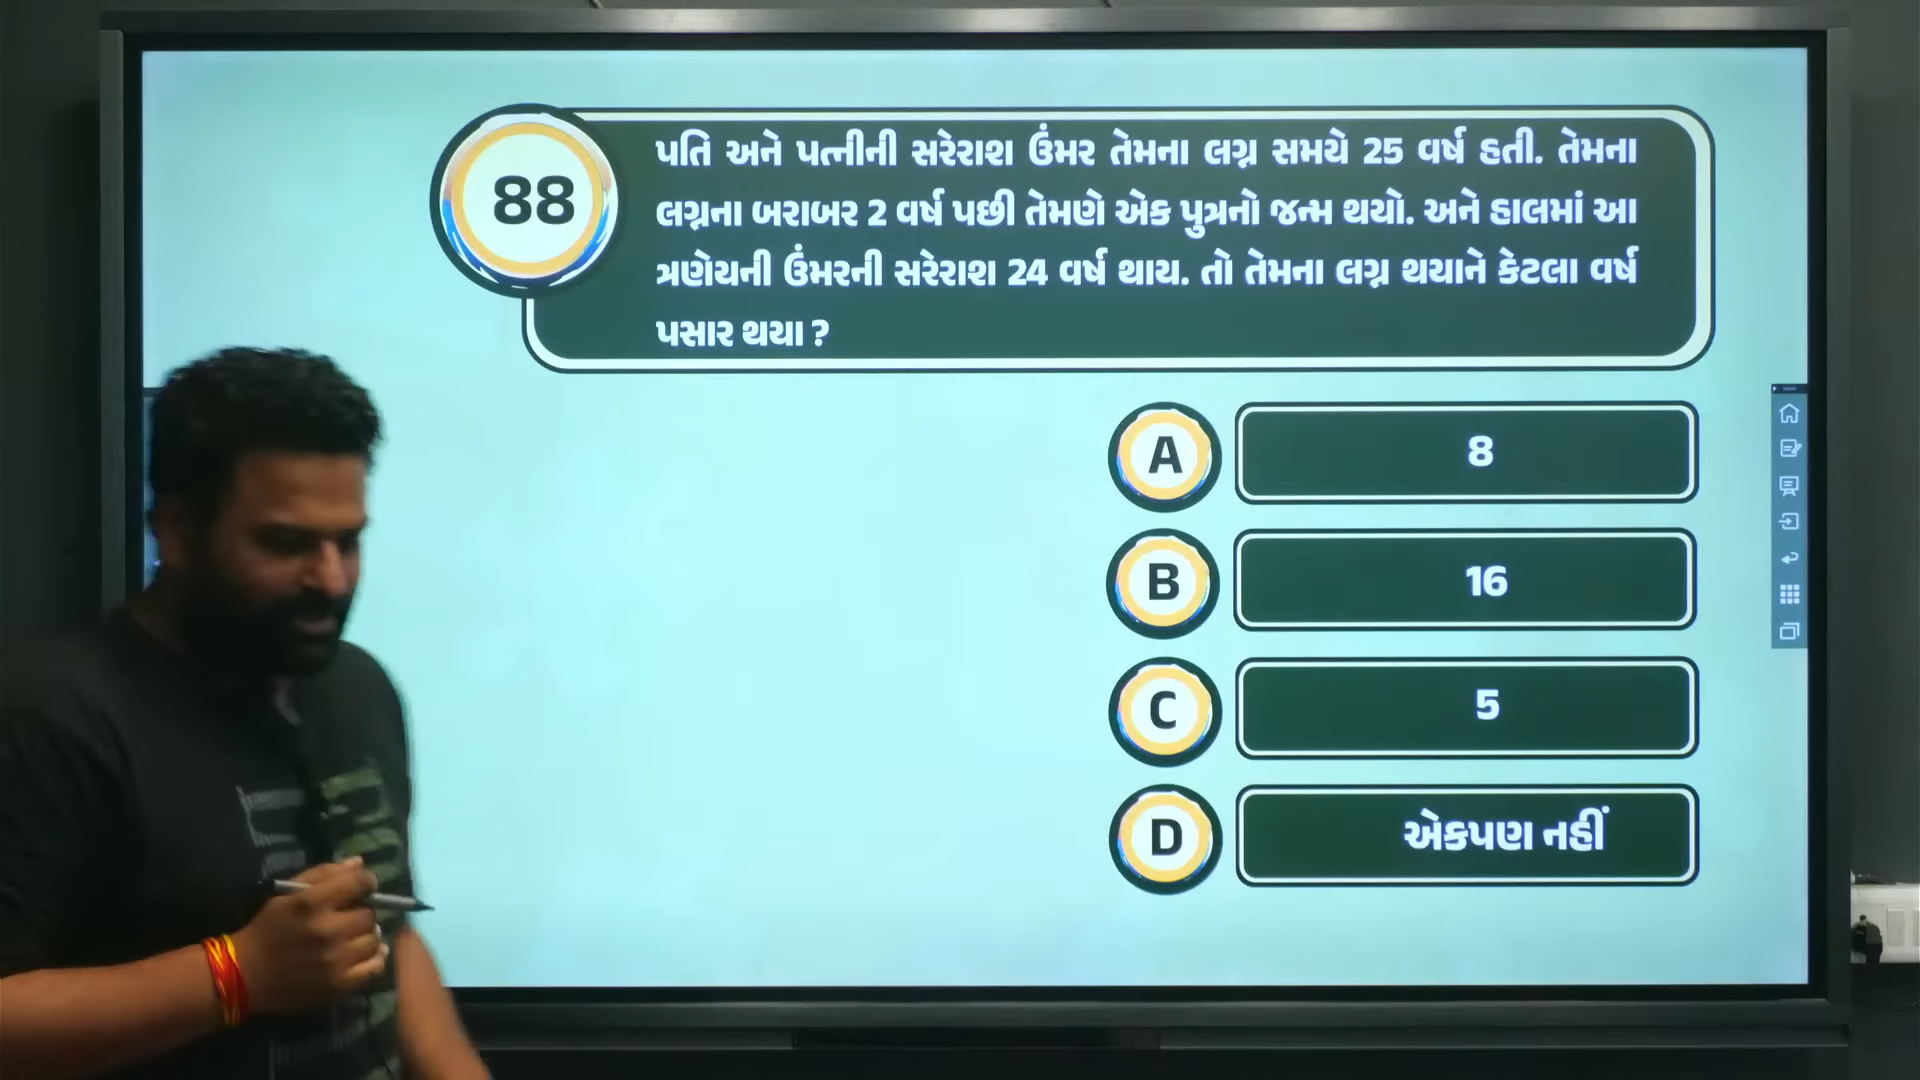 88
પતિ અને પત્નીની સરેરાશ ઉંમર તેમના લગ્ન સમયે 25 વર્ષ હતી. તેમના
લગ્નના બરાબર 2 વર્ષ પછી તેમણે એક પુત્રનો જન્મ થયો. અને હાલમાં આ
ત્રણેયની ઉંમરની સરેરાશ 24 વર્ષ થાય. તો તેમના લગ્ન થયાને કેટલા વર્ષ
પસાર થયા ?
A 8
B 16
C 5
D એકપણ નહીં